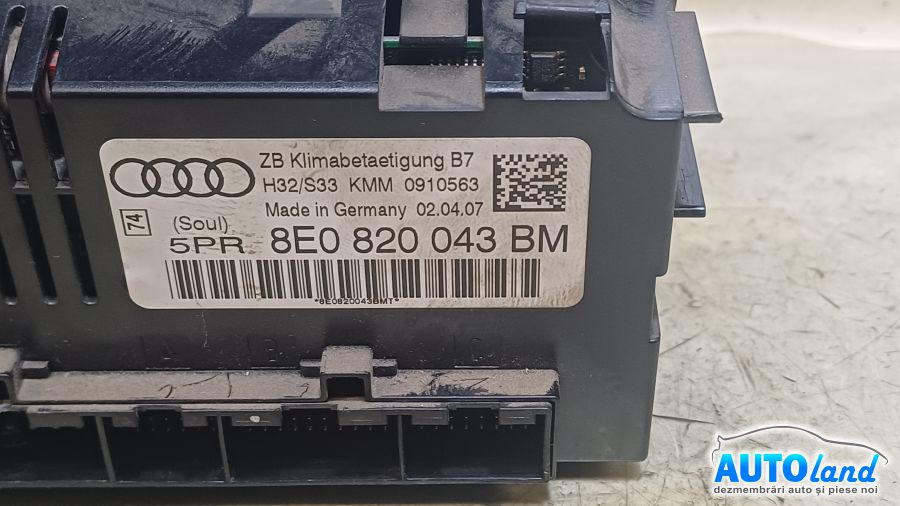 ZB Klimabetaetigung B7
H32/S33 KMM 0910563
Made in Germany 02.04.07
74
(Soul)
5PR 8E0 820 043 BM
*8E0820043BMT*
A B C
AUTOland
dezmembrări auto și piese noi